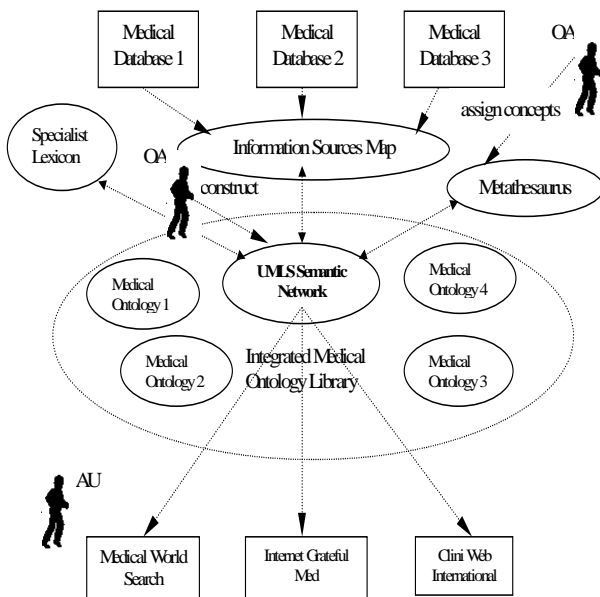 Medical
Database 1
Medical
Database 2
Medical
Database 3
OA
assign concepts
Specialist
Lexicon
OA
Information Sources Map
construct
Metathesaurus
UMLS Semantic
Network
Medical
Ontology 1
Medical
Ontology 4
Medical
Ontology 2
Integrated Medical
Ontology Library
Medical
Ontology 3
AU
Medical World
Search
Internet Grateful
Med
Clini Web
International